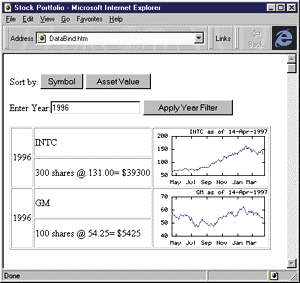 Stock Portfolio - Microsoft Internet Explorer
File Edit View Go Favorites Help
Address DataBind.htm Links Back
Sort by: Symbol Asset Value
Enter Year: 1996 Apply Year Filter
1996
INTC
300 shares @ 131.00= $39300
INTC as of 14-Apr-1997
200
150
100
50
May Jul Sep Nov Jan Mar
1996
GM
100 shares @ 54.25= $5425
GM as of 14-Apr-1997
70
60
50
40
May Jul Sep Nov Jan Mar
Done